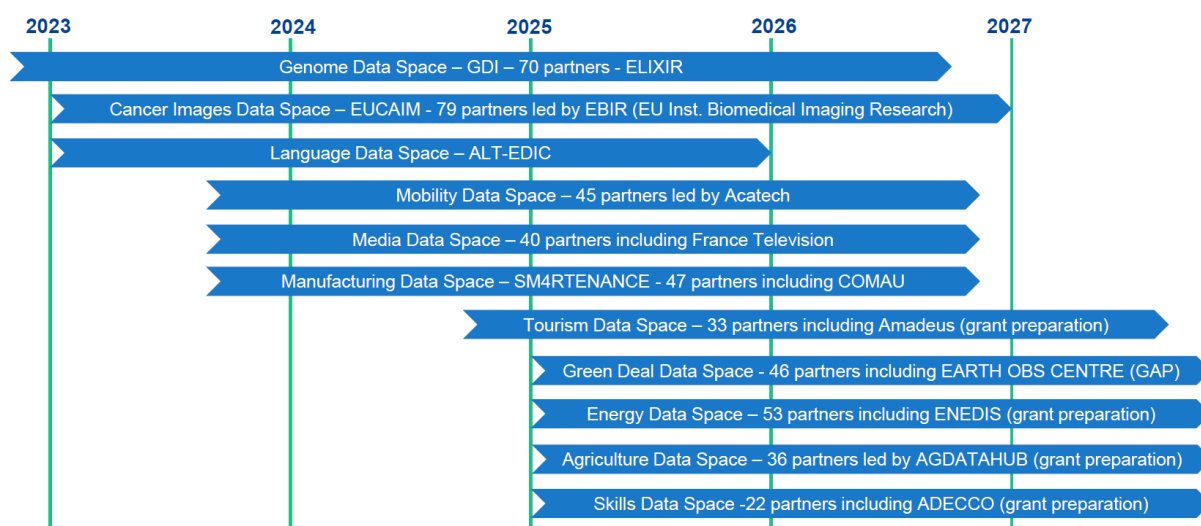 2023 2024 2025 2026 2027
Genome Data Space – GDI – 70 partners - ELIXIR
Cancer Images Data Space – EUCAIM - 79 partners led by EBIR (EU Inst. Biomedical Imaging Research)
Language Data Space – ALT-EDIC
Mobility Data Space – 45 partners led by Acatech
Media Data Space – 40 partners including France Television
Manufacturing Data Space – SM4RTENANCE - 47 partners including COMAU
Tourism Data Space – 33 partners including Amadeus (grant preparation)
Green Deal Data Space - 46 partners including EARTH OBS CENTRE (GAP)
Energy Data Space – 53 partners including ENEDIS (grant preparation)
Agriculture Data Space – 36 partners led by AGDATAHUB (grant preparation)
Skills Data Space -22 partners including ADECCO (grant preparation)